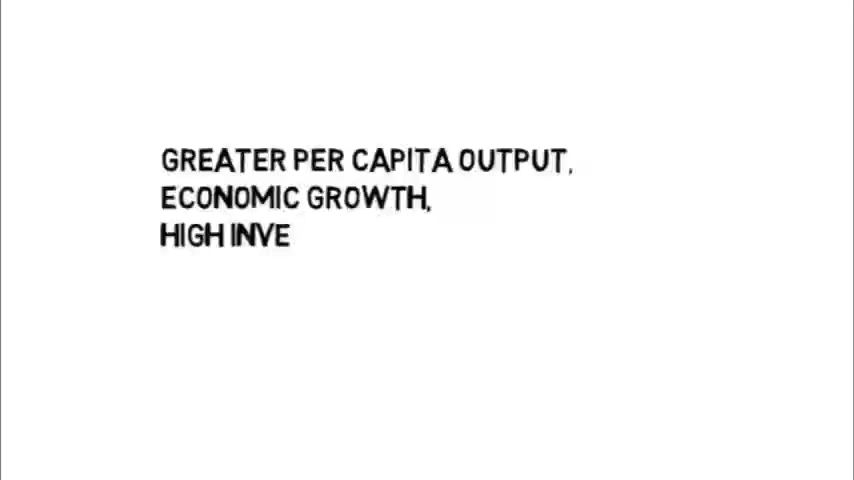 GREATER PER CAPITA OUTPUT,
ECONOMIC GROWTH,
HIGH INVE